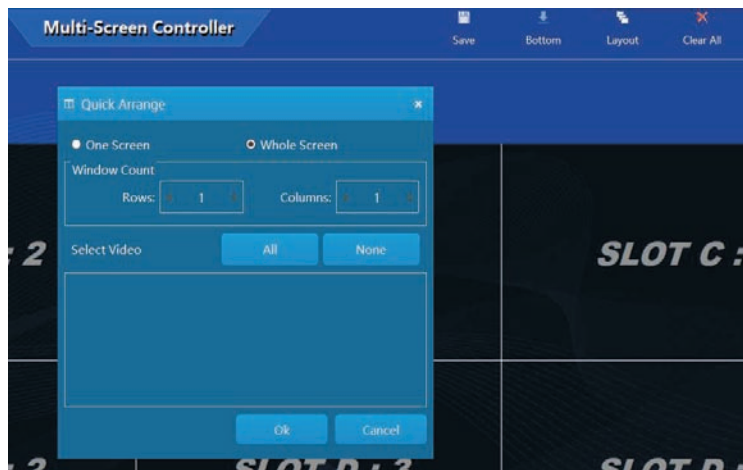 Multi-Screen Controller
Save Bottom Layout Clear All
Quick Arrange
One Screen Whole Screen
Window Count
Rows: 1 Columns: 1
: 2 SLOT C :
Select Video All None
Ok Cancel
: 2 SLOT D : 2 SLOT D :